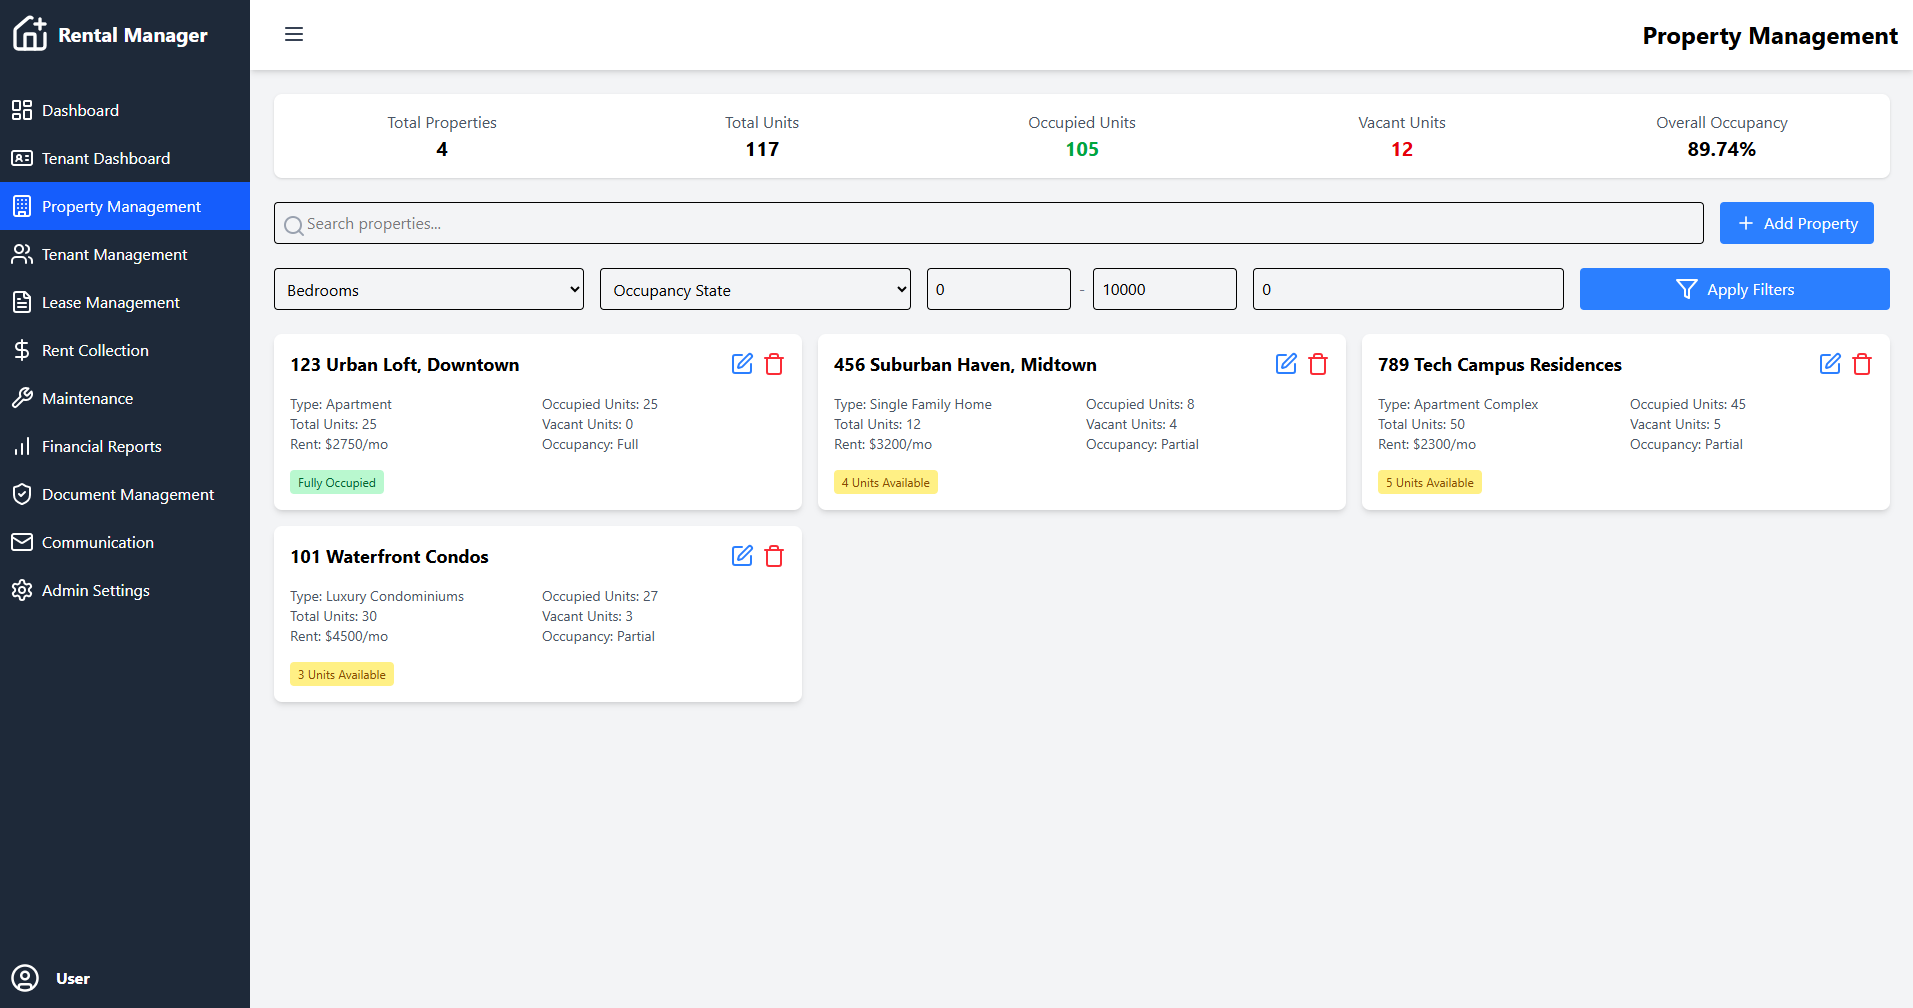 Rental Manager
Property Management
Dashboard
Tenant Dashboard
Property Management
Tenant Management
Lease Management
Rent Collection
Maintenance
Financial Reports
Document Management
Communication
Admin Settings
User
Total Properties
4
Total Units
117
Occupied Units
105
Vacant Units
12
Overall Occupancy
89.74%
Search properties...
Add Property
Bedrooms
Occupancy State
0
-
10000
0
Apply Filters
123 Urban Loft, Downtown
Type: Apartment
Total Units: 25
Rent: $2750/mo
Occupied Units: 25
Vacant Units: 0
Occupancy: Full
Fully Occupied
456 Suburban Haven, Midtown
Type: Single Family Home
Total Units: 12
Rent: $3200/mo
Occupied Units: 8
Vacant Units: 4
Occupancy: Partial
4 Units Available
789 Tech Campus Residences
Type: Apartment Complex
Total Units: 50
Rent: $2300/mo
Occupied Units: 45
Vacant Units: 5
Occupancy: Partial
5 Units Available
101 Waterfront Condos
Type: Luxury Condominiums
Total Units: 30
Rent: $4500/mo
Occupied Units: 27
Vacant Units: 3
Occupancy: Partial
3 Units Available